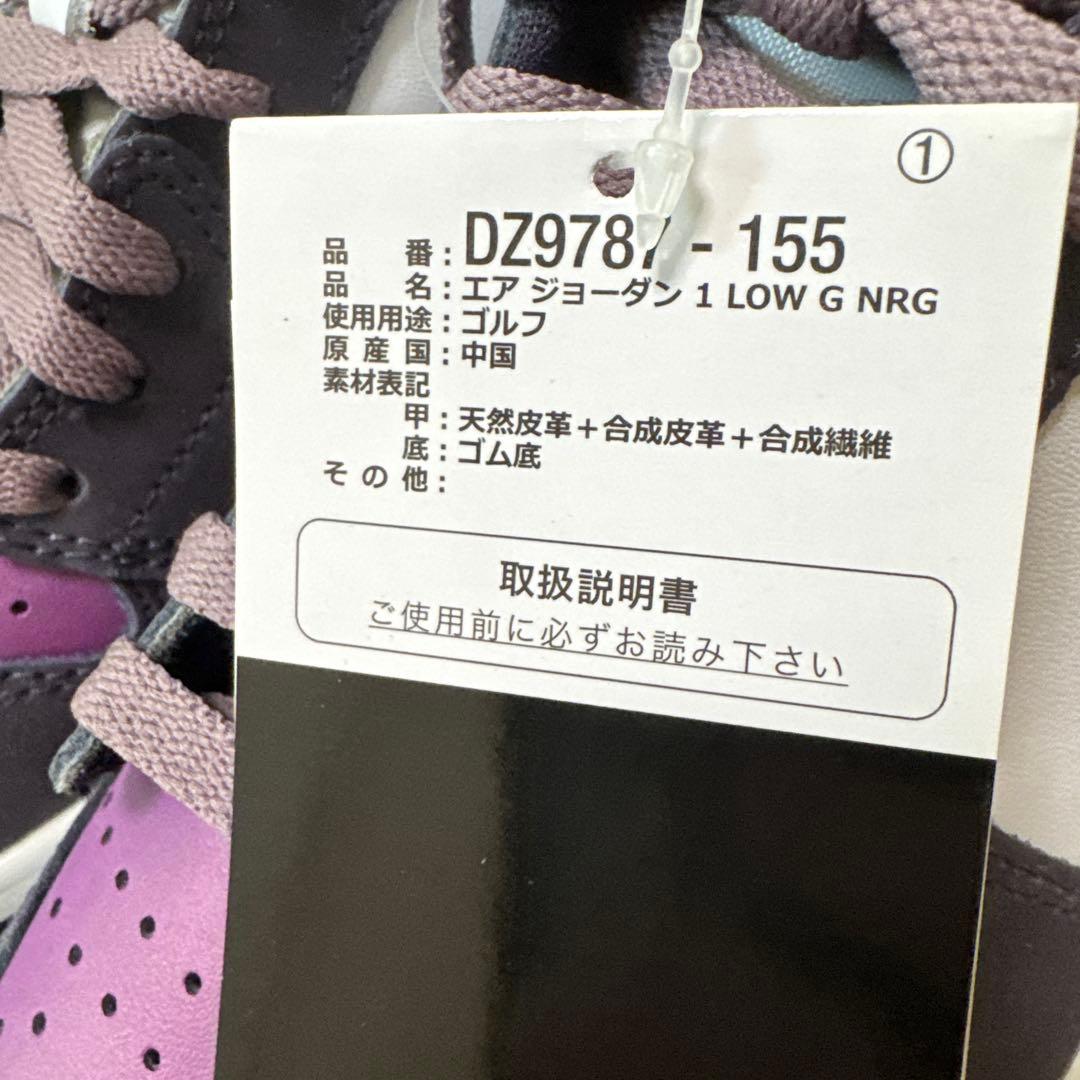 ①
品番:DZ9787-155
品名:エア ジョーダン 1 LOW G NRG
使用用途:ゴルフ
原産国:中国
素材表記
甲:天然皮革+合成皮革+合成繊維
底:ゴム底
その他:
取扱説明書
ご使用前に必ずお読み下さい